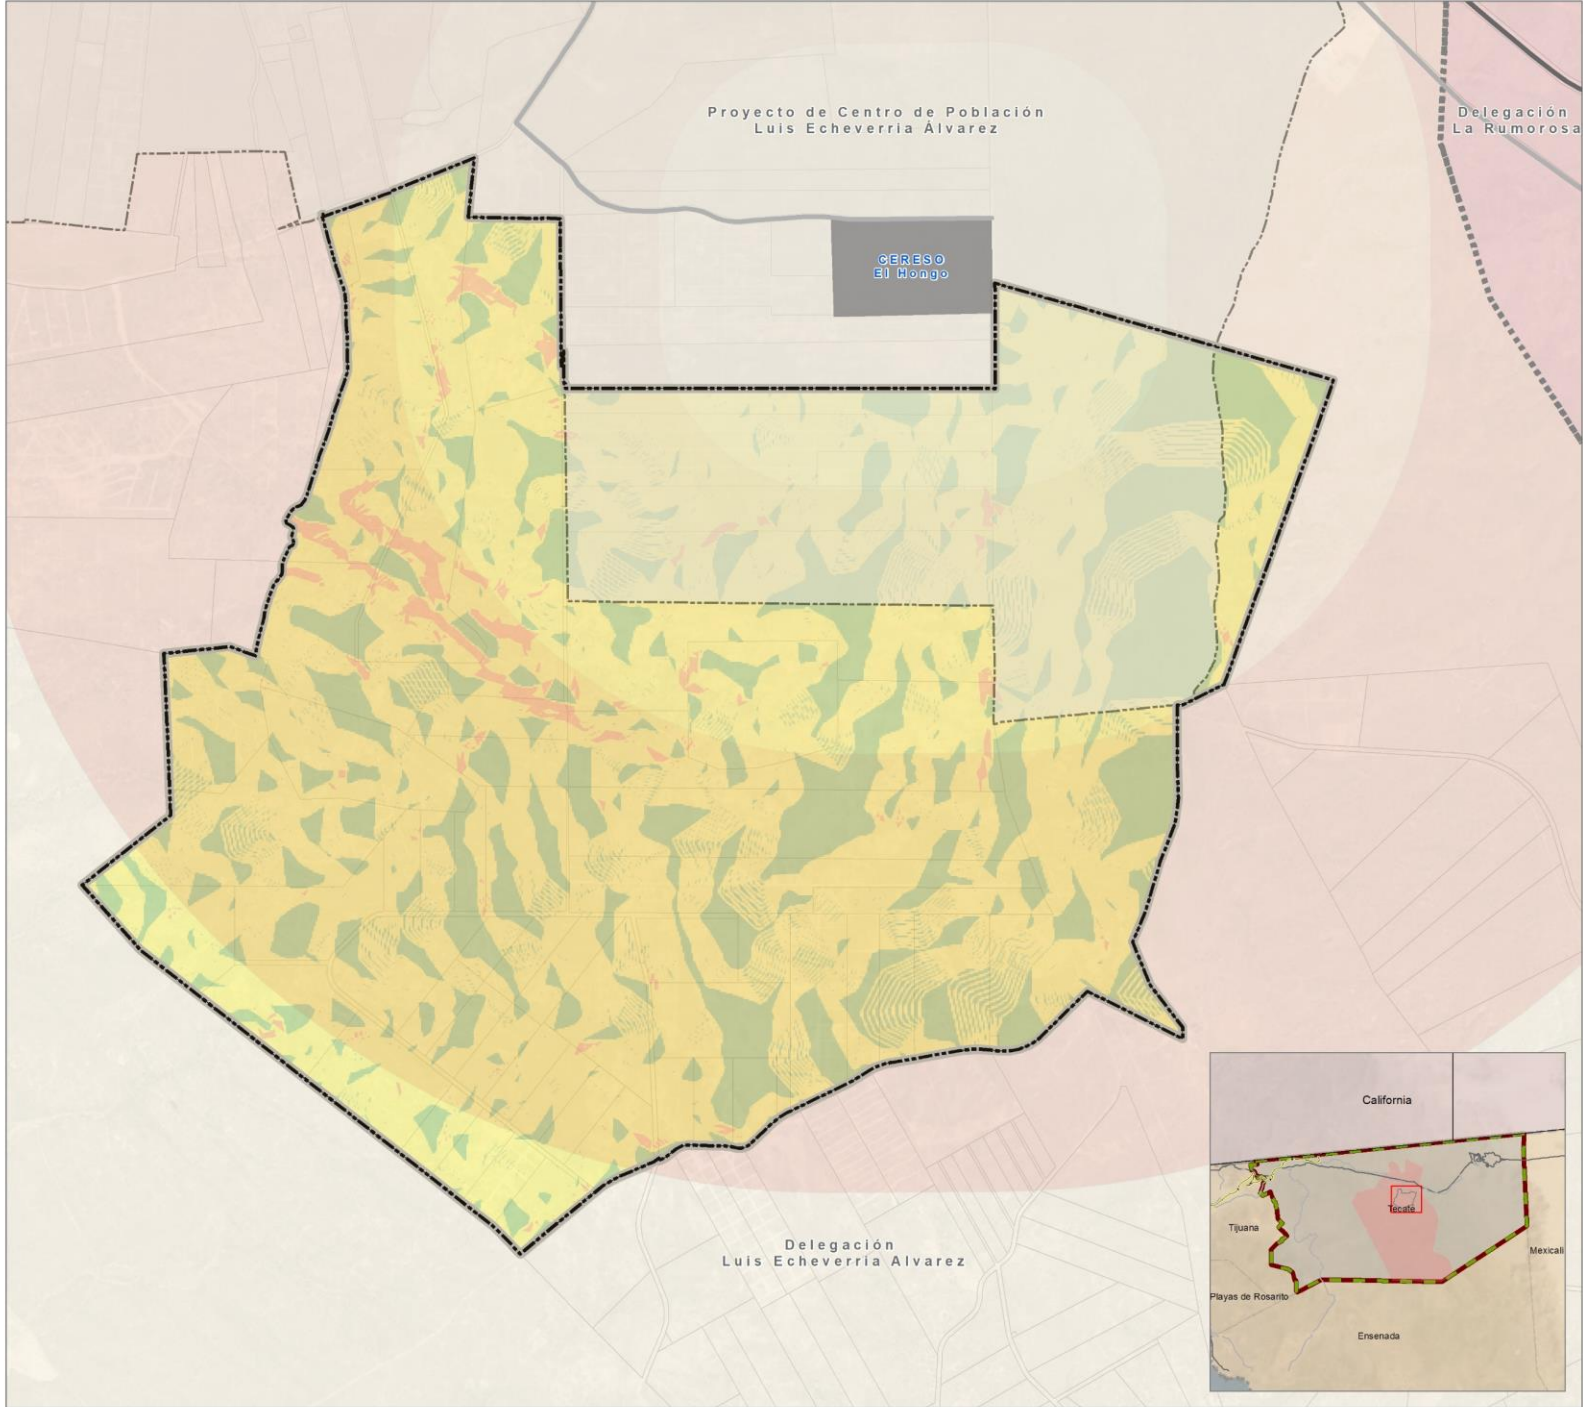 Proyecto de Centro de Población
Luis Echeverria Álvarez
Delegación
La Rumorosa
CERESO
El Hongo
Delegación
Luis Echeverria Alvarez
California
Tecate
Tijuana
Mexicali
Playas de Rosarito
Ensenada